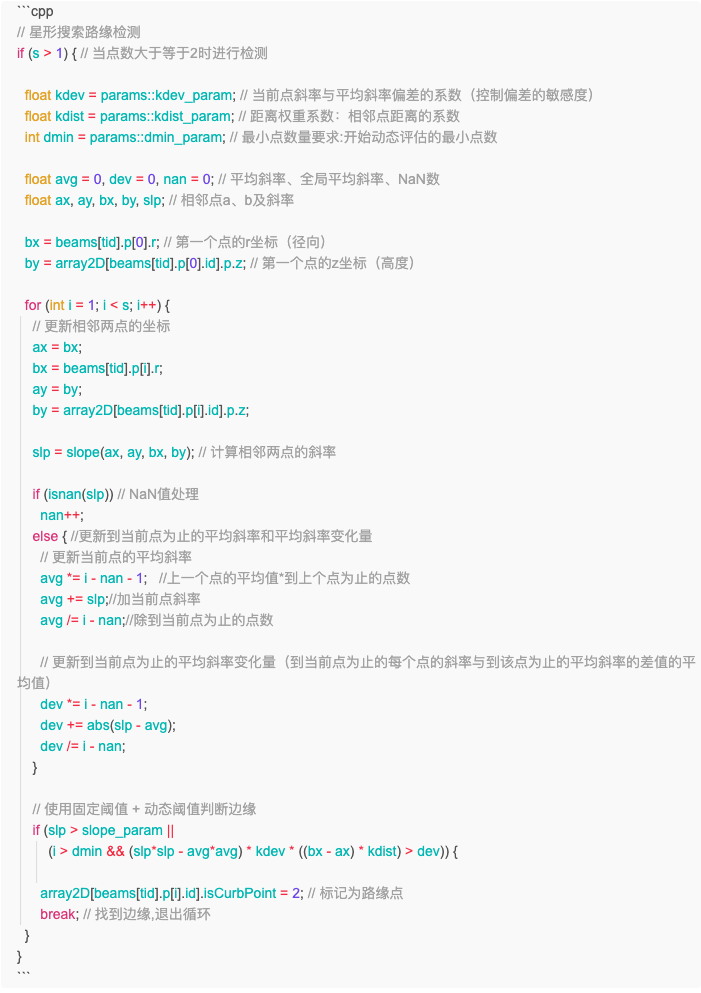 ```cpp
// 星形搜索路缘检测
if (s > 1) { // 当点数大于等于2时进行检测
float kdev = params::kdev_param; // 当前点斜率与平均斜率偏差的系数（控制偏差的敏感度）
float kdist = params::kdist_param; // 距离权重系数：相邻点距离的系数
int dmin = params::dmin_param; // 最小点数量要求:开始动态评估的最小点数
float avg = 0, dev = 0, nan = 0; // 平均斜率、全局平均斜率、NaN数
float ax, ay, bx, by, slp; // 相邻点a、b及斜率
bx = beams[tid].p[0].r; // 第一个点的r坐标（径向）
by = array2D[beams[tid].p[0].id].p.z; // 第一个点的z坐标（高度）
for (int i = 1; i < s; i++) {
// 更新相邻两点的坐标
ax = bx;
bx = beams[tid].p[i].r;
ay = by;
by = array2D[beams[tid].p[i].id].p.z;
slp = slope(ax, ay, bx, by); // 计算相邻两点的斜率
if (isnan(slp)) // NaN值处理
nan++;
else { //更新到当前点为止的平均斜率和平均斜率变化量
// 更新当前点的平均斜率
avg *= i - nan - 1; //上一个点的平均值*到上个点为止的点数
avg += slp;//加当前点斜率
avg /= i - nan;//除到当前点为止的点数
// 更新到当前点为止的平均斜率变化量（到当前点为止的每个点的斜率与到该点为止的平均斜率的差值的平
均值）
dev *= i - nan - 1;
dev += abs(slp - avg);
dev /= i - nan;
}
// 使用固定阈值 + 动态阈值判断边缘
if (slp > slope_param ||
(i > dmin && (slp*slp - avg*avg) * kdev * ((bx - ax) * kdist) > dev)) {
array2D[beams[tid].p[i].id].isCurbPoint = 2; // 标记为路缘点
break; // 找到边缘,退出循环
}
}
```